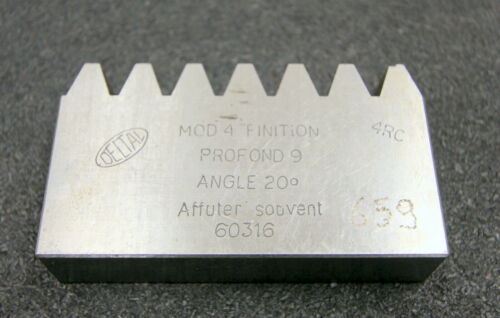 MOD 4 FINITION 4RC
DELTAL PROFOND 9
ANGLE 20°
Affuter souvent 659
60316